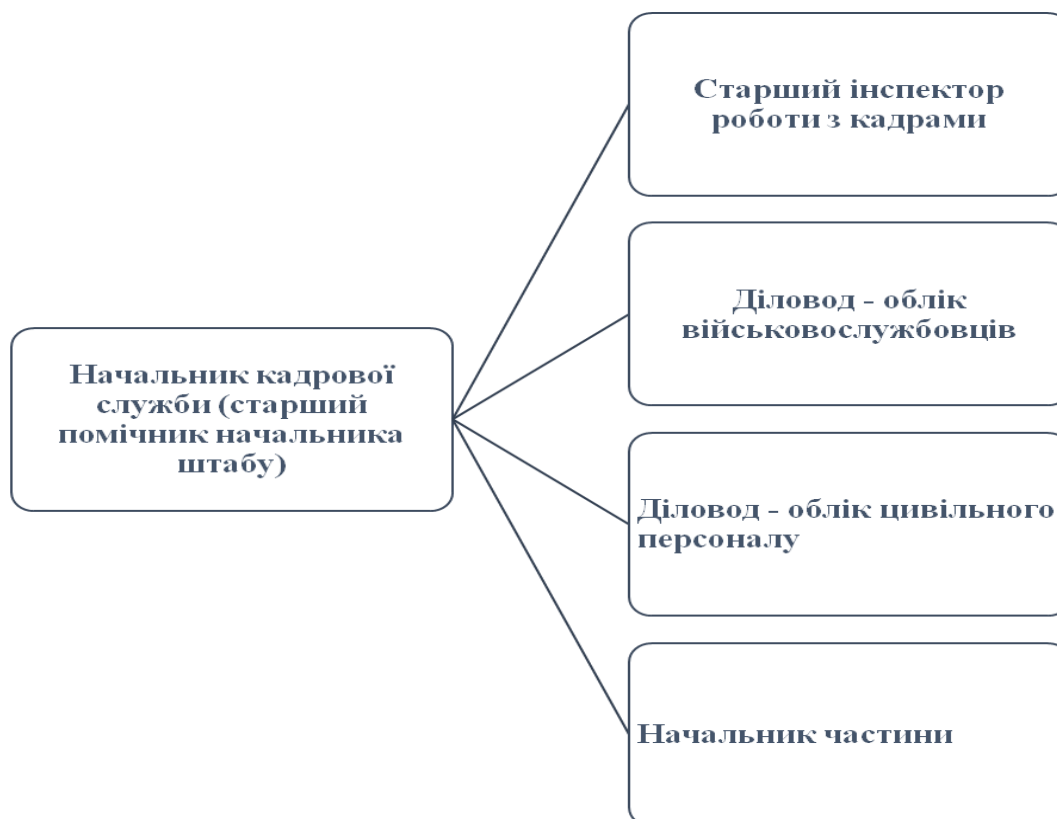 Старший інспектор
роботи з кадрами
Діловод - облік
військовослужбовців
Начальник кадрової
служби (старший
помічник начальника
штабу)
Діловод - облік цивільного
персоналу
Начальник частини